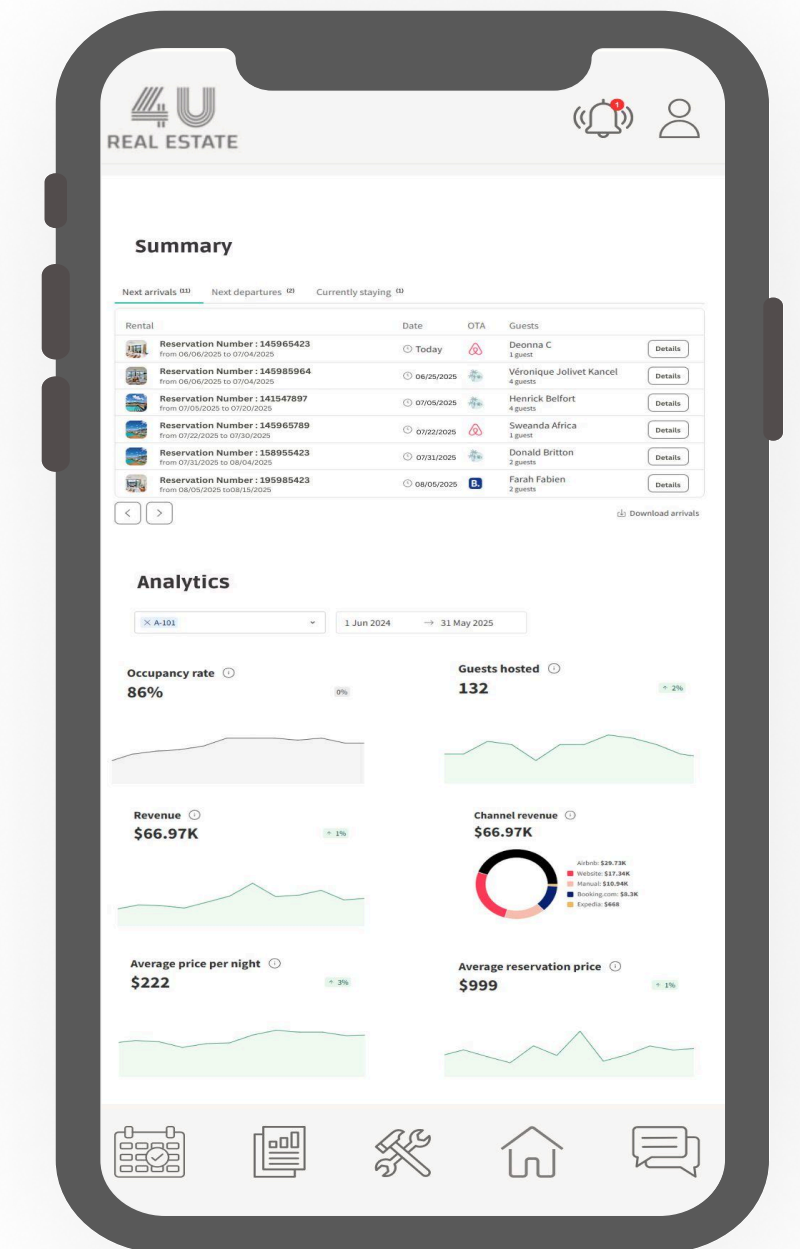 4U
REAL ESTATE
1
Summary
Next arrivals (11) Next departures (2) Currently staying (1)
Rental Date OTA Guests
Reservation Number : 145965423 Today Deonna C Details
from 06/06/2025 to 07/04/2025 1 guest
Reservation Number : 145985964 06/25/2025 Véronique Jolivet Kancel Details
from 06/06/2025 to 07/04/2025 4 guests
Reservation Number : 141547897 07/05/2025 Henrick Belfort Details
from 07/05/2025 to 07/20/2025 4 guests
Reservation Number : 145965789 07/22/2025 Sweanda Africa Details
from 07/22/2025 to 07/30/2025 1 guest
Reservation Number : 158955423 07/31/2025 Donald Britton Details
from 07/31/2025 to 08/04/2025 2 guests
Reservation Number : 195985423 08/05/2025 B. Farah Fabien Details
from 08/05/2025 to08/15/2025 2 guests
Download arrivals
Analytics
A-101 1 Jun 2024 → 31 May 2025
Occupancy rate
86% 0%
Guests hosted
132 ↑ 2%
Revenue
$66.97K ↑ 1%
Channel revenue
$66.97K
Airbnb: $29.73K
Website: $17.34K
Manual: $10.94K
Booking.com: $8.3K
Expedia: $668
Average price per night
$222 ↑ 3%
Average reservation price
$999 ↑ 1%